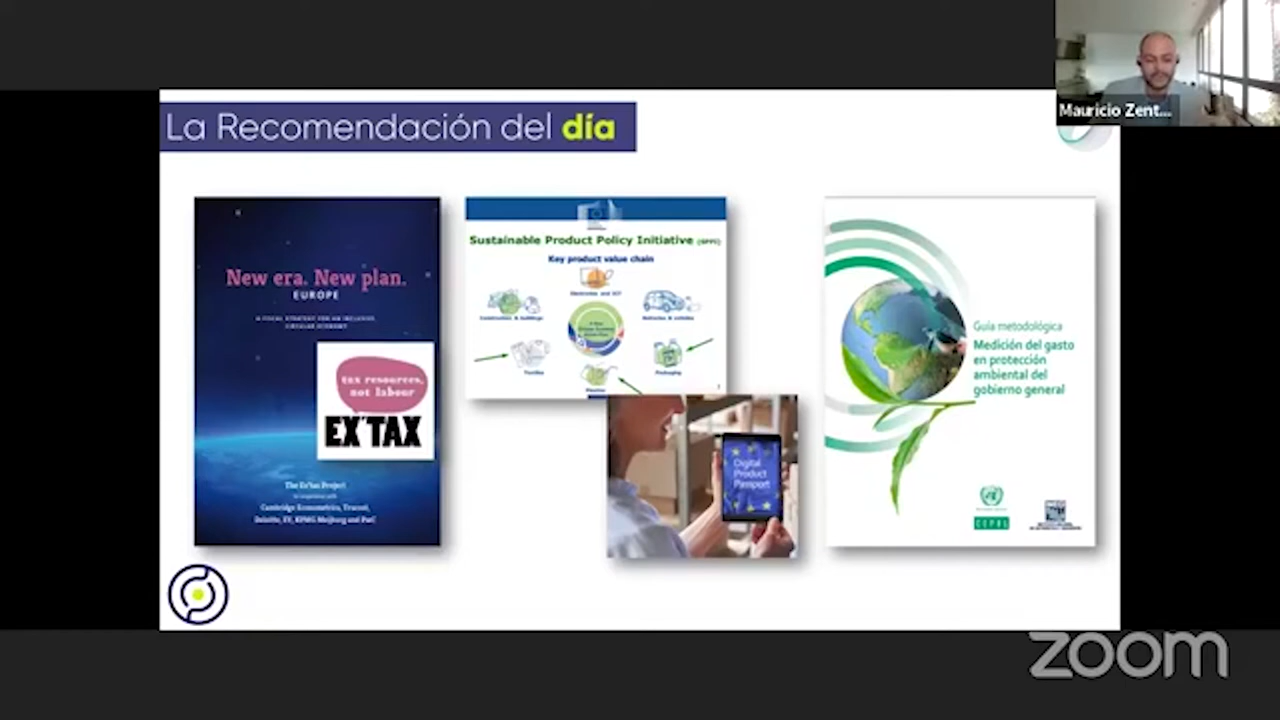 Mauricio Zent...
La Recomendación del día
New era. New plan.
EUROPE
A FISCAL STRATEGY FOR AN INCLUSIVE,
CIRCULAR ECONOMY
tax resources,
not labour
EX'TAX
The Ex'tax Project
in cooperation with
Cambridge Econometrics, Trucost,
Deloitte, EY, KPMG Meijburg and PwC
Sustainable Product Policy Initiative (SPPI)
Key product value chain
Electronics and ICT
Construction & buildings
Batteries & vehicles
Textiles
Packaging
Plastics
Digital
Product
Passport
Guía metodológica
Medición del gasto
en protección
ambiental del
gobierno general
CEPAL
zoom